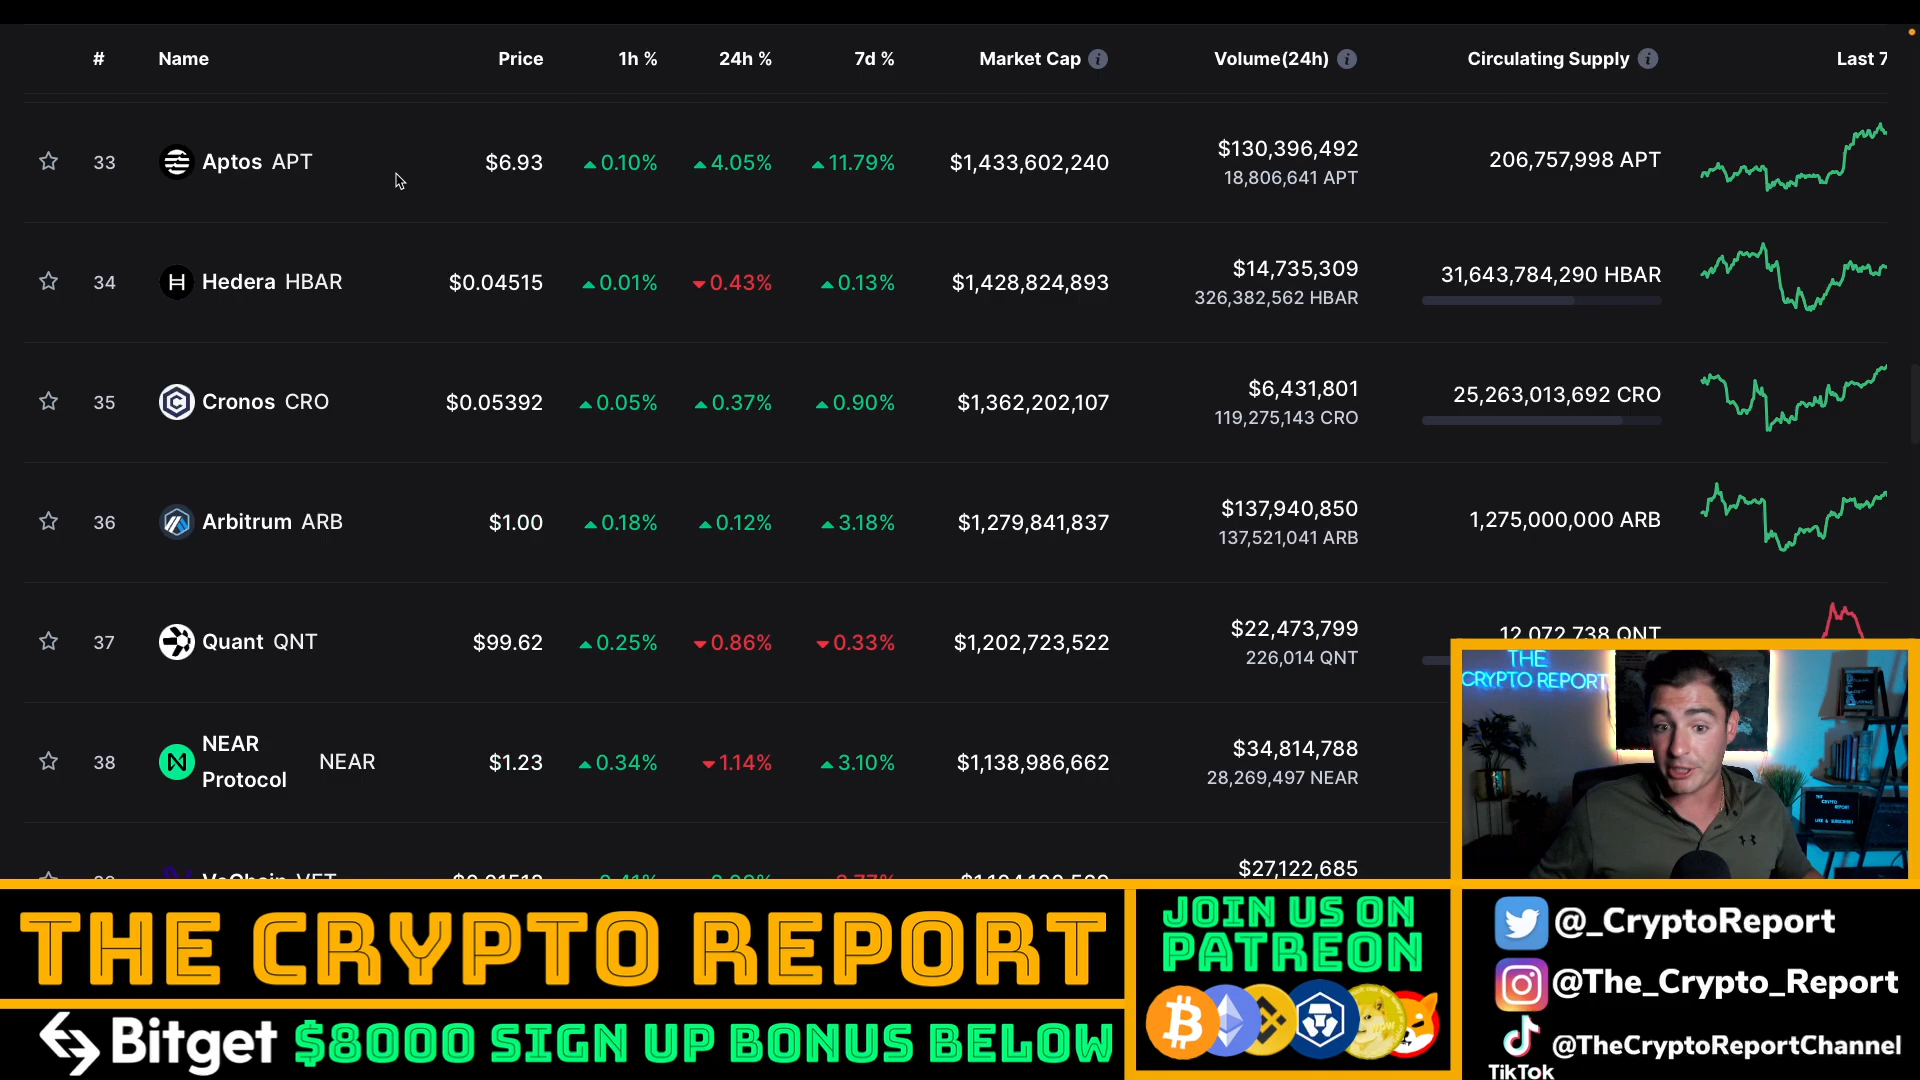 # Name Price 1h % 24h % 7d % Market Cap Volume(24h) Circulating Supply Last 7
33 Aptos APT $6.93 0.10% 4.05% 11.79% $1,433,602,240 $130,396,492 206,757,998 APT
18,806,641 APT
34 Hedera HBAR $0.04515 0.01% 0.43% 0.13% $1,428,824,893 $14,735,309 31,643,784,290 HBAR
326,382,562 HBAR
35 Cronos CRO $0.05392 0.05% 0.37% 0.90% $1,362,202,107 $6,431,801 25,263,013,692 CRO
119,275,143 CRO
36 Arbitrum ARB $1.00 0.18% 0.12% 3.18% $1,279,841,837 $137,940,850 1,275,000,000 ARB
137,521,041 ARB
37 Quant QNT $99.62 0.25% 0.86% 0.33% $1,202,723,522 $22,473,799 12,072,738 QNT
226,014 QNT
38 NEAR Protocol NEAR $1.23 0.34% 1.14% 3.10% $1,138,986,662 $34,814,788
28,269,497 NEAR
VeChain VET $27,122,685
THE
CRYPTO REPORT
THE CRYPTO REPORT
JOIN US ON
PATREON
Bitget $8000 SIGN UP BONUS BELOW
@_CryptoReport
@The_Crypto_Report
@TheCryptoReportChannel
TikTok